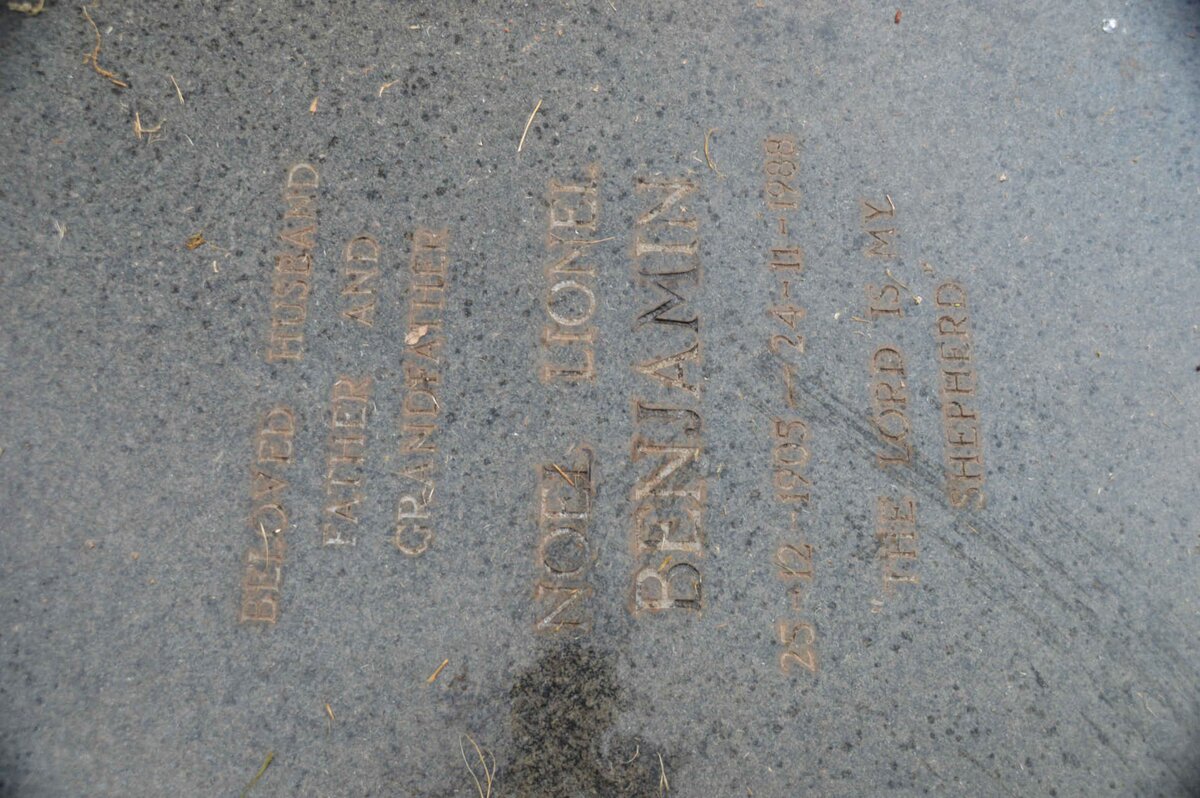 BELOVED HUSBAND
FATHER AND
GRANDFATHER
NOEL LIONEL
BENJAMIN
25-12-1905-24-11-1988
"THE LORD IS MY
SHEPHERD"